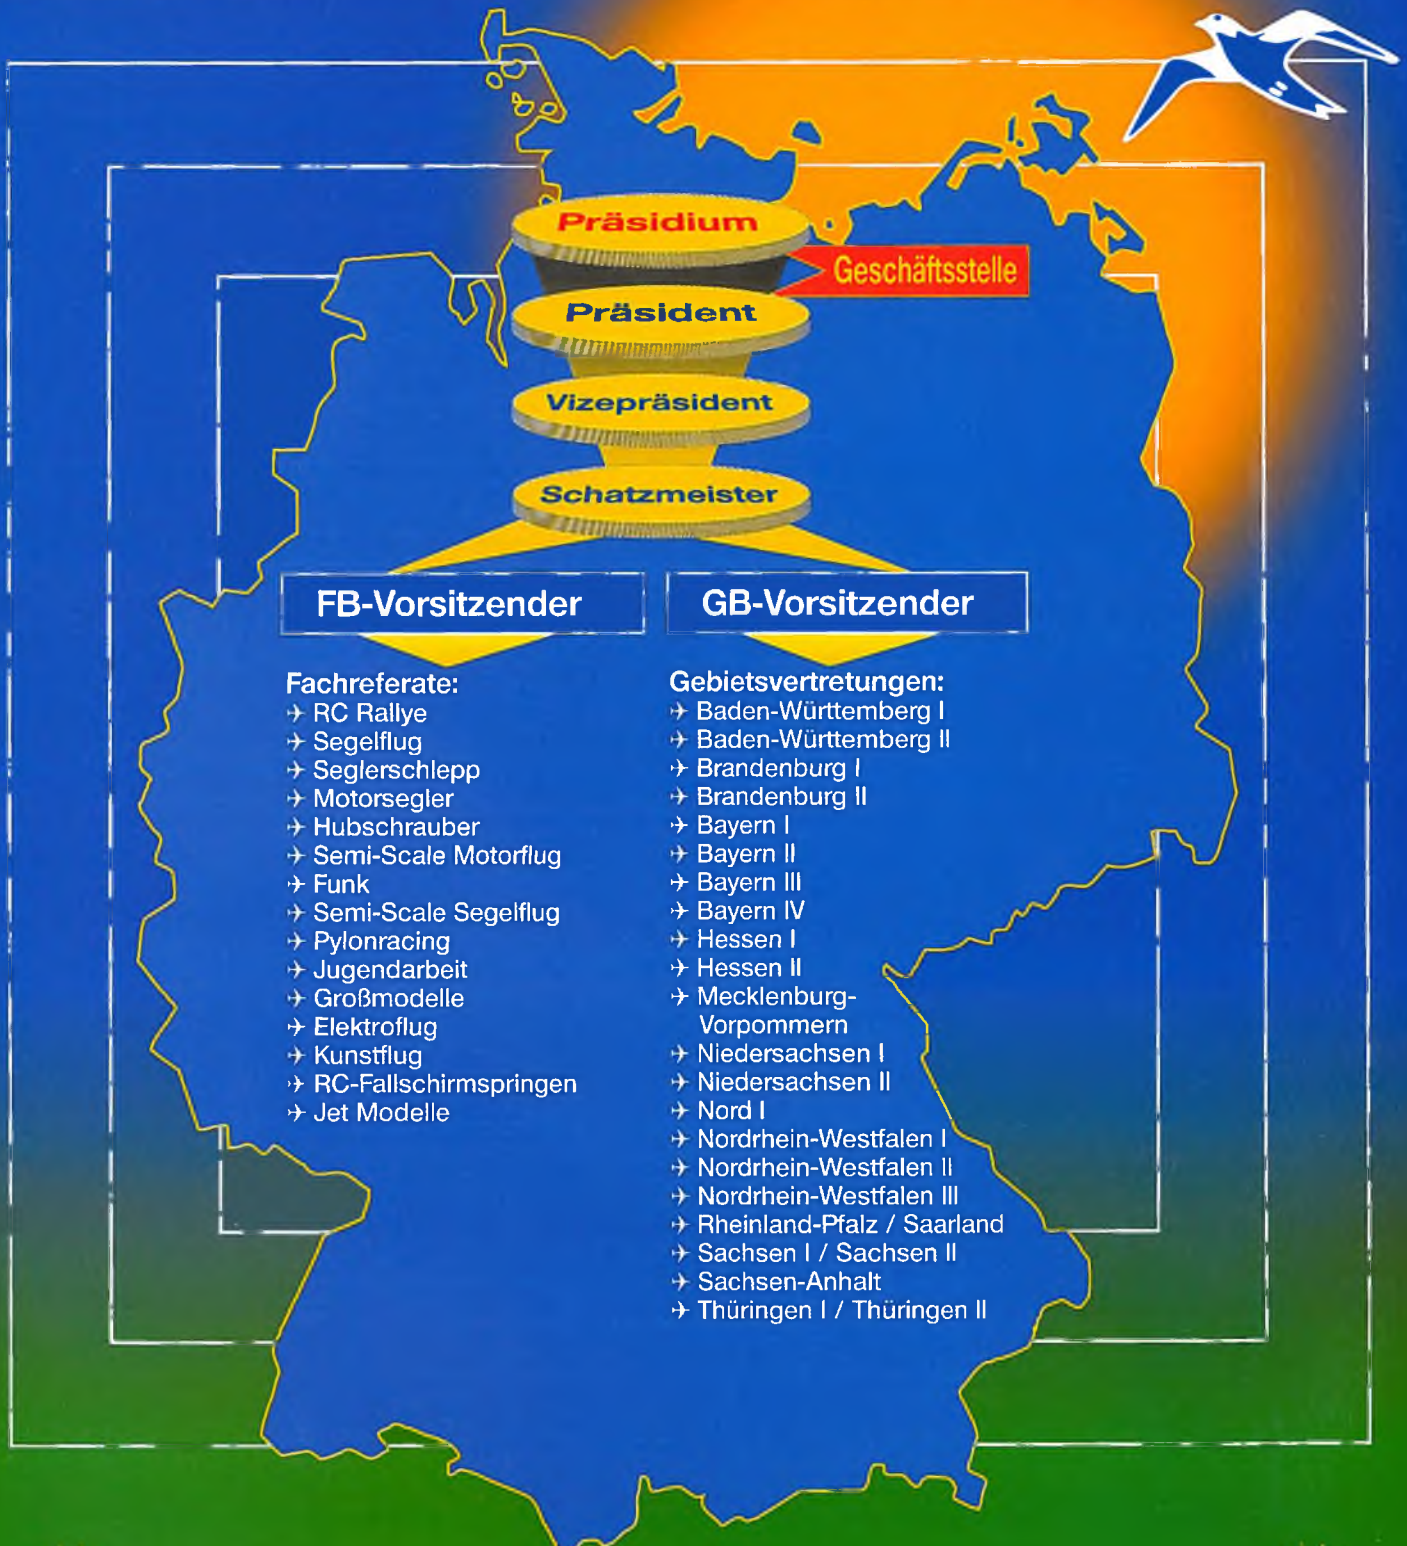 Präsidium
Geschäftsstelle
Präsident
Vizepräsident
Schatzmeister
FB-Vorsitzender
GB-Vorsitzender
Fachreferate:
RC Rallye
Segelflug
Seglerschlepp
Motorsegler
Hubschrauber
Semi-Scale Motorflug
Funk
Semi-Scale Segelflug
Pylonracing
Jugendarbeit
Großmodelle
Elektroflug
Kunstflug
RC-Fallschirmspringen
Jet Modelle
Gebietsvertretungen:
Baden-Württemberg I
Baden-Württemberg II
Brandenburg I
Brandenburg II
Bayern I
Bayern II
Bayern III
Bayern IV
Hessen I
Hessen II
Mecklenburg-
Vorpommern
Niedersachsen I
Niedersachsen II
Nord I
Nordrhein-Westfalen I
Nordrhein-Westfalen II
Nordrhein-Westfalen III
Rheinland-Pfalz / Saarland
Sachsen I / Sachsen II
Sachsen-Anhalt
Thüringen I / Thüringen II